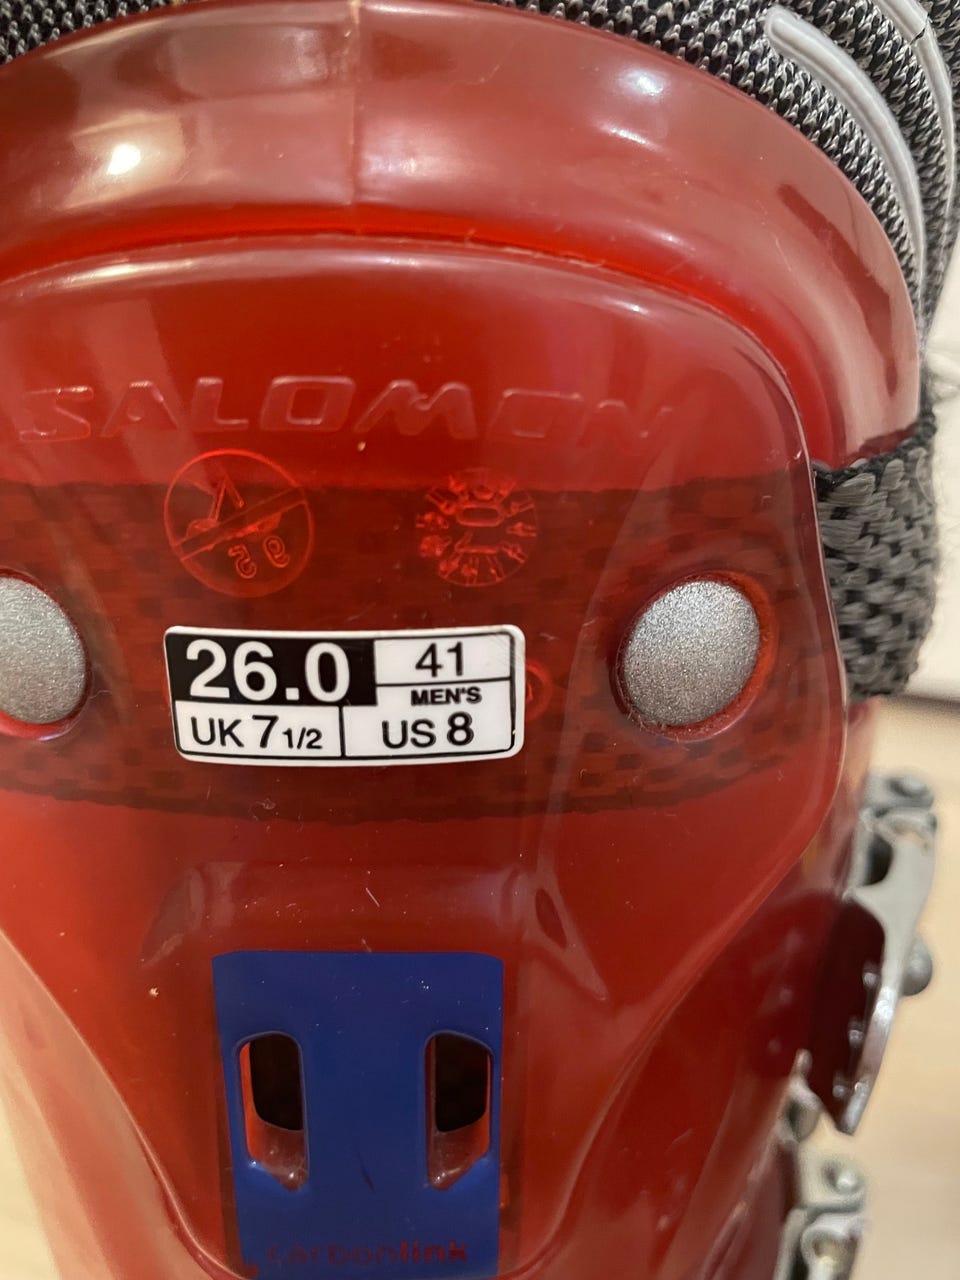 SALOMON
26.0 41
MEN'S
UK 7 1/2 US 8
carbonlink